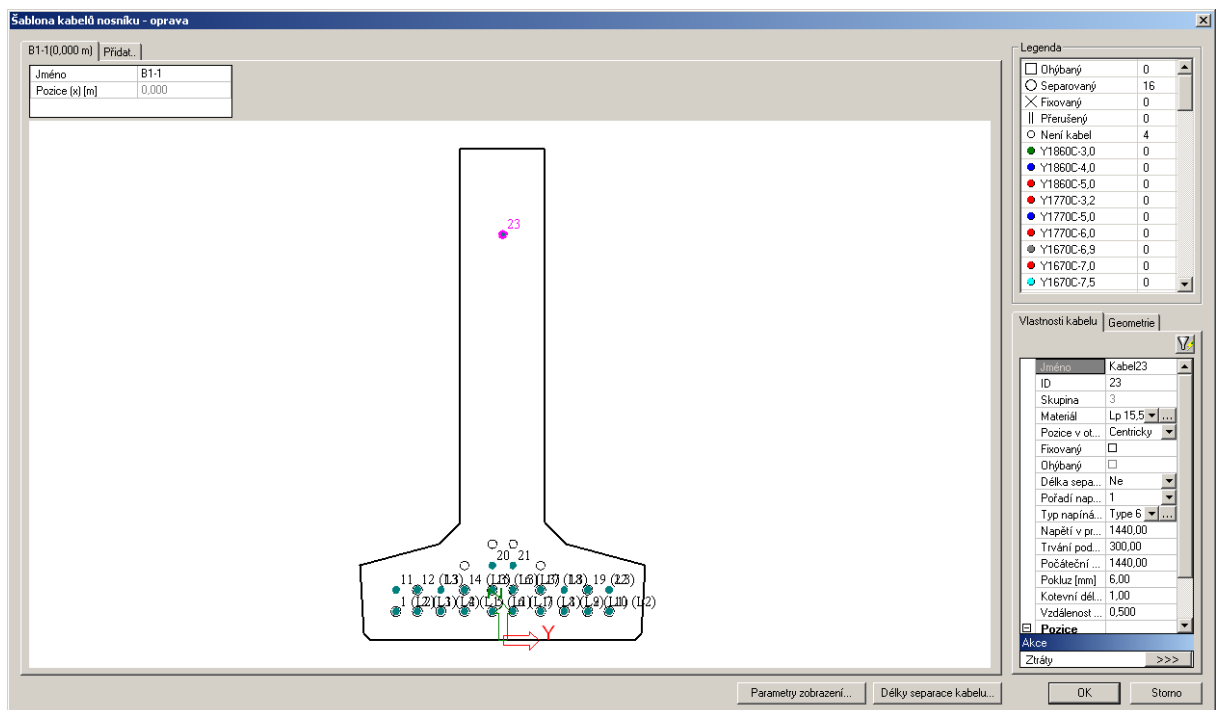 Šablona kabelů nosníku - oprava
B1-1(0,000 m) Přidat..
Jméno B1-1
Pozice (x) [m] 0,000
23
20 21
11 12
14
19
1
Y
Legenda
Ohýbaný 0
Separovaný 16
Fixovaný 0
Přerušený 0
Není kabel 4
Y1860C-3,0 0
Y1860C-4,0 0
Y1860C-5,0 0
Y1770C-3,2 0
Y1770C-5,0 0
Y1770C-6,0 0
Y1670C-6,9 0
Y1670C-7,0 0
Y1670C-7,5 0
Vlastnosti kabelu Geometrie
Jméno Kabel23
ID 23
Skupina 3
Materiál Lp 15,5 ...
Pozice v ot... Centricky
Fixovaný
Ohýbaný
Délka sepa... Ne
Pořadí nap... 1
Typ napíná... Type 6 ...
Napětí v pr... 1440,00
Trvání pod... 300,00
Počáteční ... 1440,00
Pokluz [mm] 6,00
Kotevní dél... 1,00
Vzdálenost ... 0,500
Pozice
Akce
Ztráty >>>
Parametry zobrazení... Délky separace kabelu... OK Storno